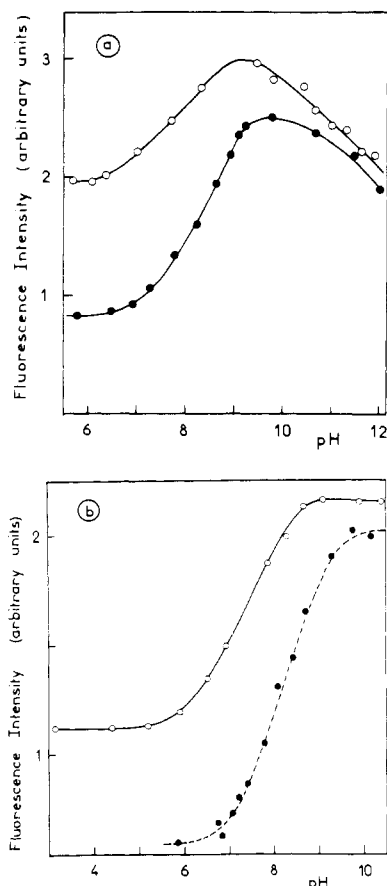 a
3
2
1
Fluorescence Intensity (arbitrary units)
6 8 10 12
pH
b
2
1
Fluorescence Intensity (arbitrary units)
4 6 8 10
pH